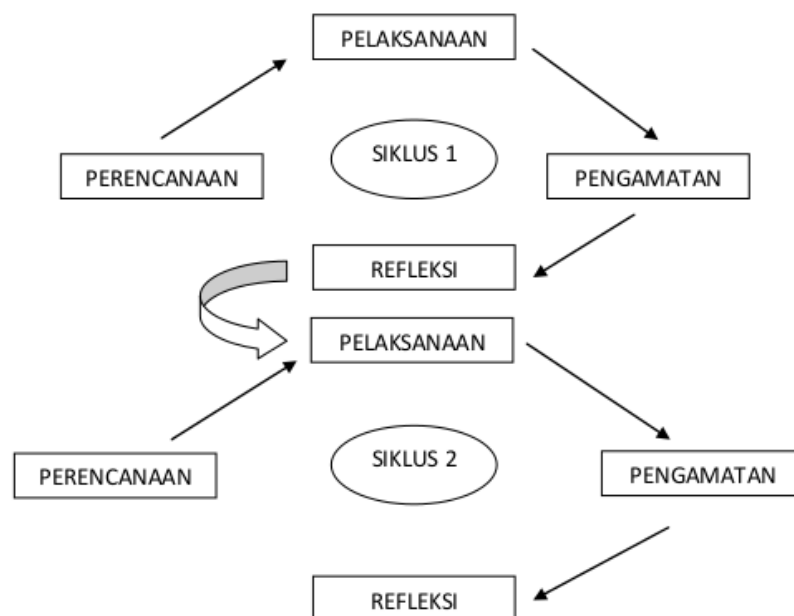 PELAKSANAAN
SIKLUS 1
PERENCANAAN
PENGAMATAN
REFLEKSI
PELAKSANAAN
SIKLUS 2
PERENCANAAN
PENGAMATAN
REFLEKSI